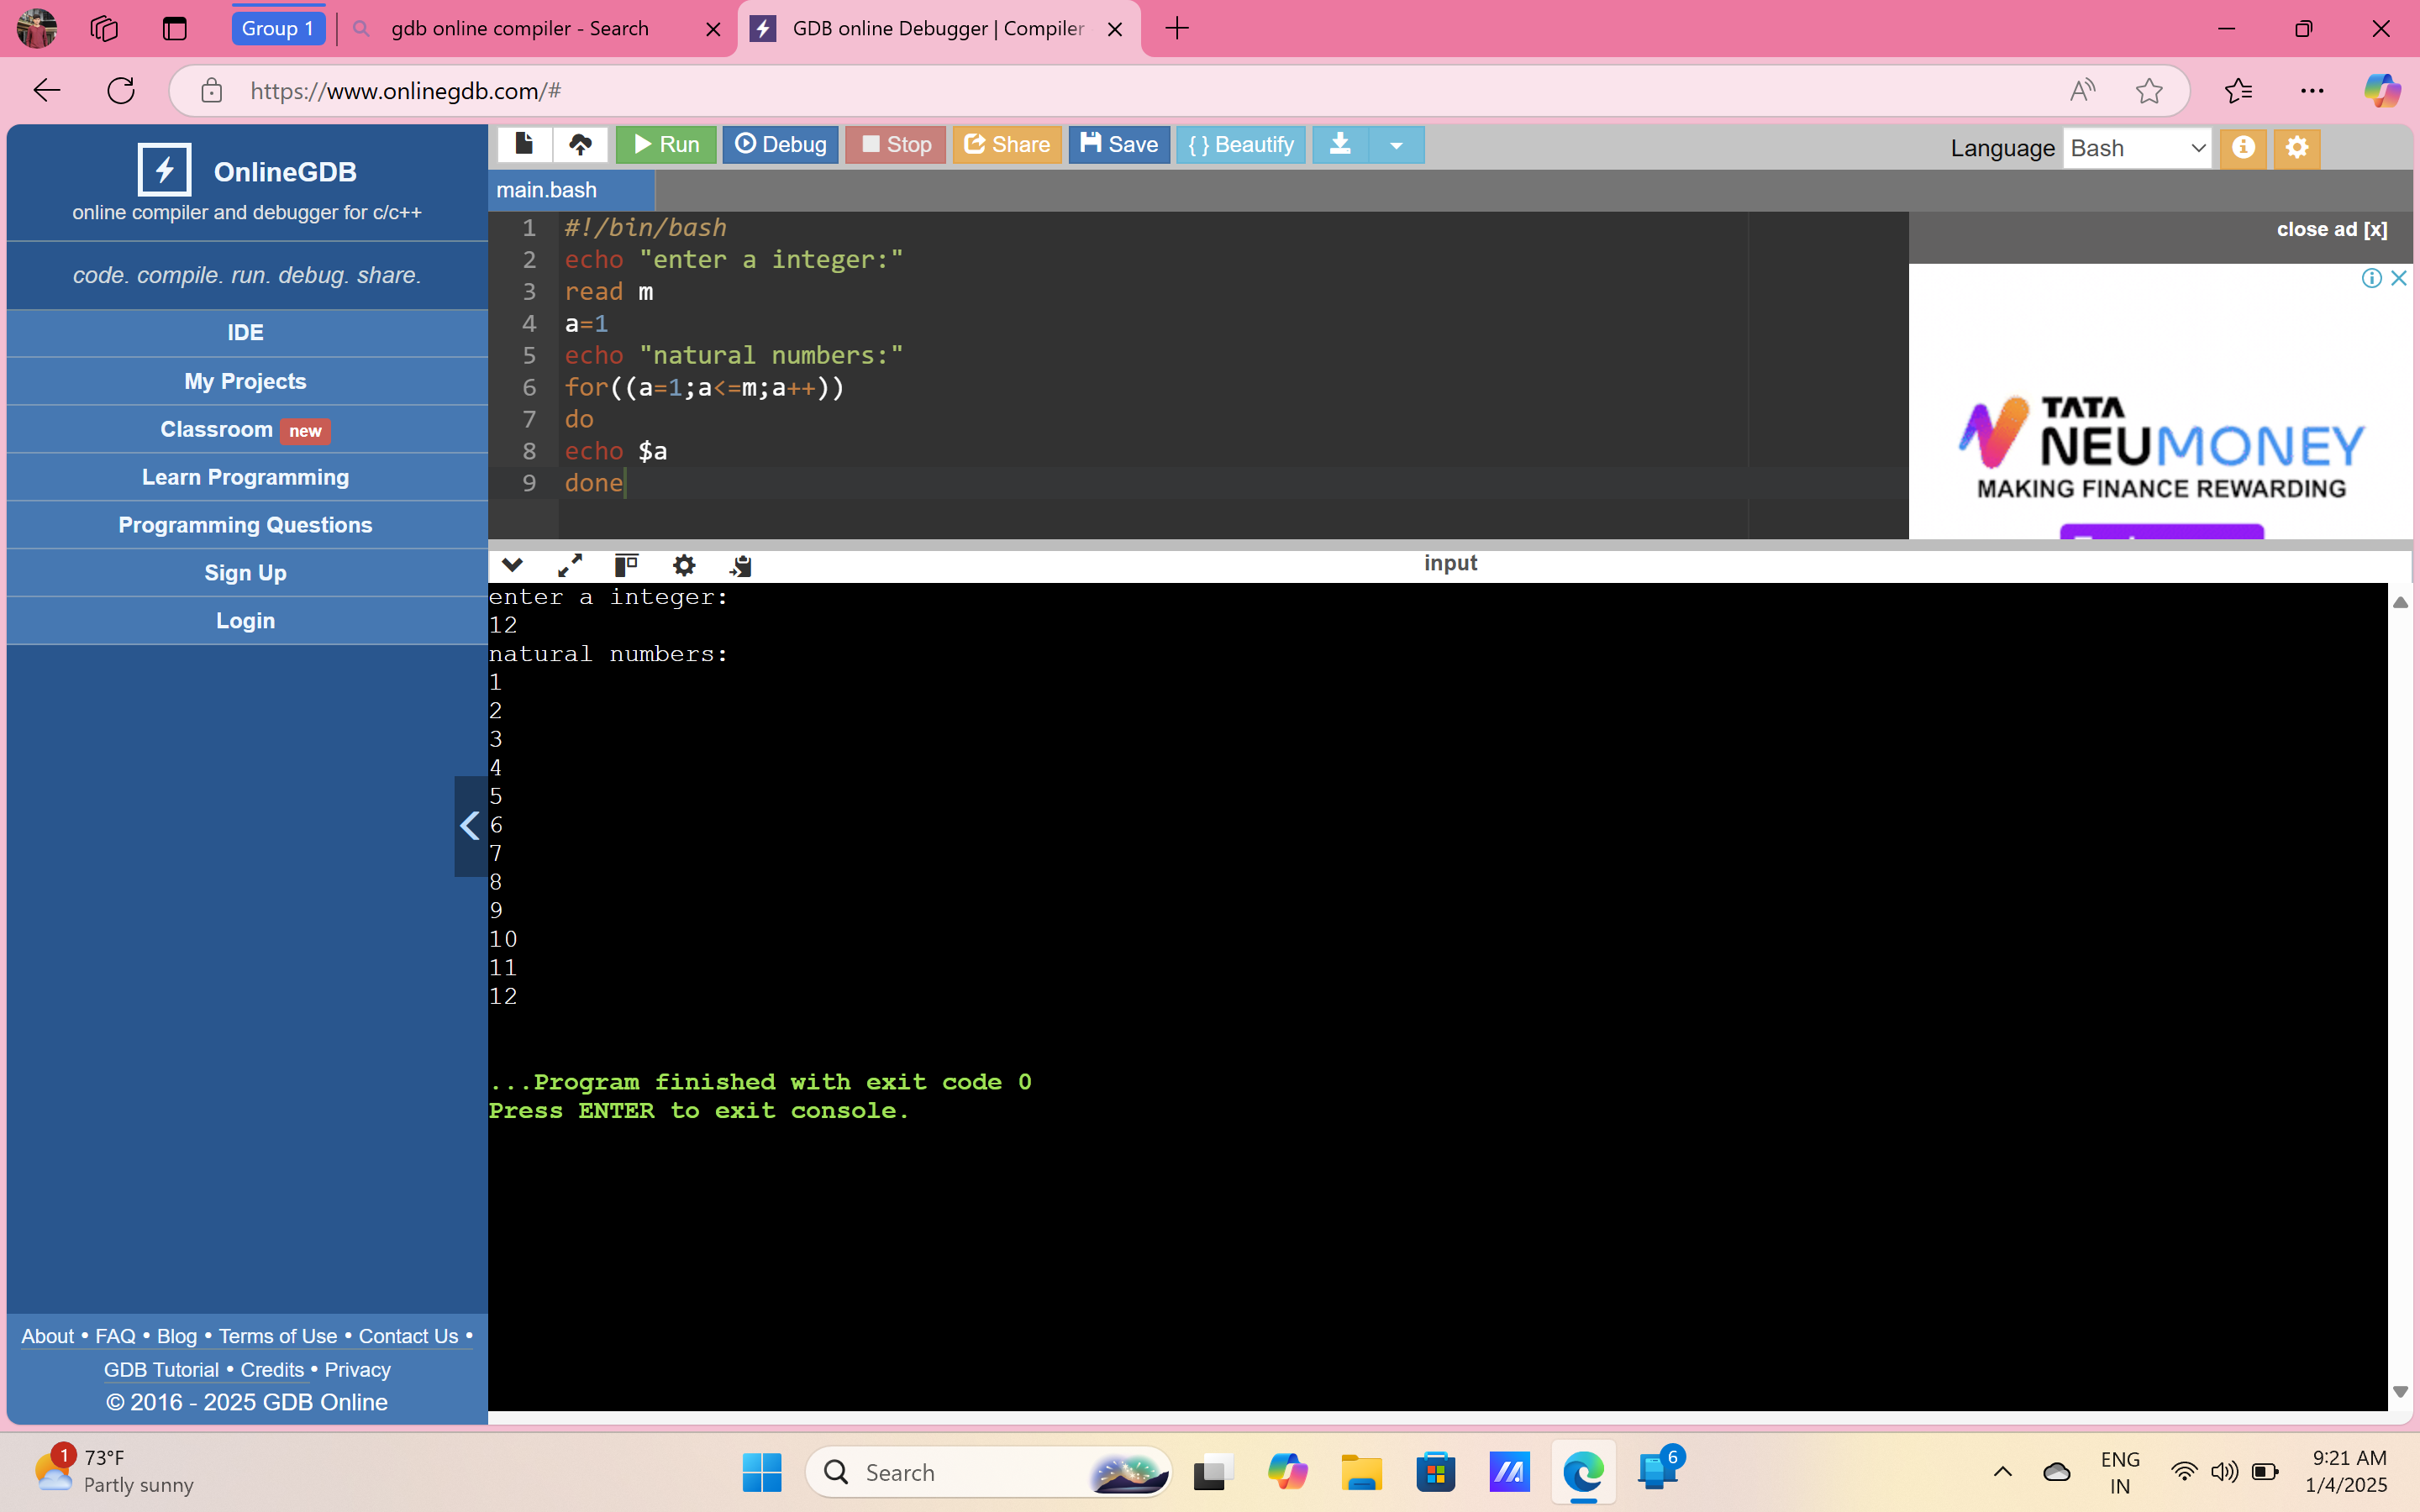 Group 1
gdb online compiler - Search
GDB online Debugger | Compiler
https://www.onlinegdb.com/#
OnlineGDB
online compiler and debugger for c/c++
code. compile. run. debug. share.
IDE
My Projects
Classroom new
Learn Programming
Programming Questions
Sign Up
Login
About • FAQ • Blog • Terms of Use • Contact Us •
GDB Tutorial • Credits • Privacy
© 2016 - 2025 GDB Online
Run Debug Stop Share Save { } Beautify
Language Bash
main.bash
1 #!/bin/bash
2 echo "enter a integer:"
3 read m
4 a=1
5 echo "natural numbers:"
6 for((a=1;a<=m;a++))
7 do
8 echo $a
9 done
close ad [x]
TATA
NEUMONEY
MAKING FINANCE REWARDING
input
enter a integer:
12
natural numbers:
1
2
3
4
5
6
7
8
9
10
11
12
...Program finished with exit code 0
Press ENTER to exit console.
1
73°F
Partly sunny
Search
6
ENG
IN
9:21 AM
1/4/2025